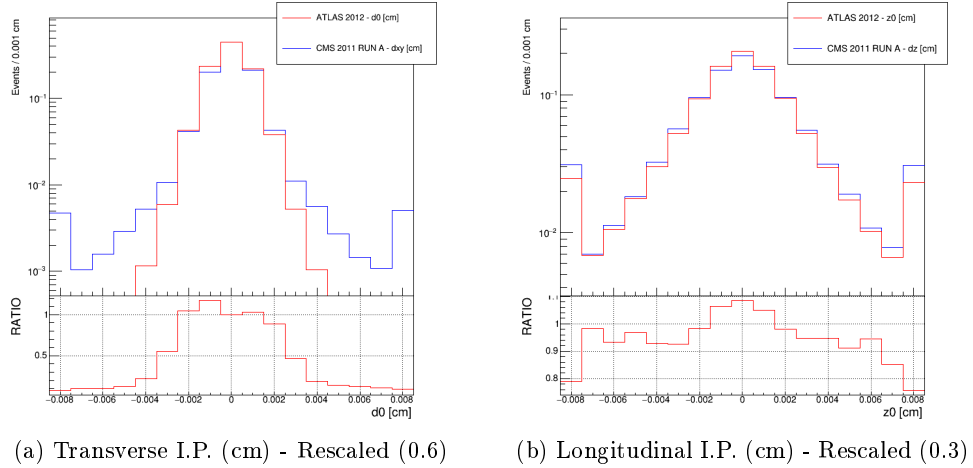 Events / 0.001 cm
ATLAS 2012 - d0 [cm]
CMS 2011 RUN A - dxy [cm]
10⁻¹
10⁻²
10⁻³
RATIO
1
0.5
−0.008 −0.006 −0.004 −0.002 0 0.002 0.004 0.006 0.008
d0 [cm]
(a) Transverse I.P. (cm) - Rescaled (0.6)
Events / 0.001 cm
ATLAS 2012 - z0 [cm]
CMS 2011 RUN A - dz [cm]
10⁻¹
10⁻²
RATIO
1.1
1
0.9
0.8
−0.008 −0.006 −0.004 −0.002 0 0.002 0.004 0.006 0.008
z0 [cm]
(b) Longitudinal I.P. (cm) - Rescaled (0.3)